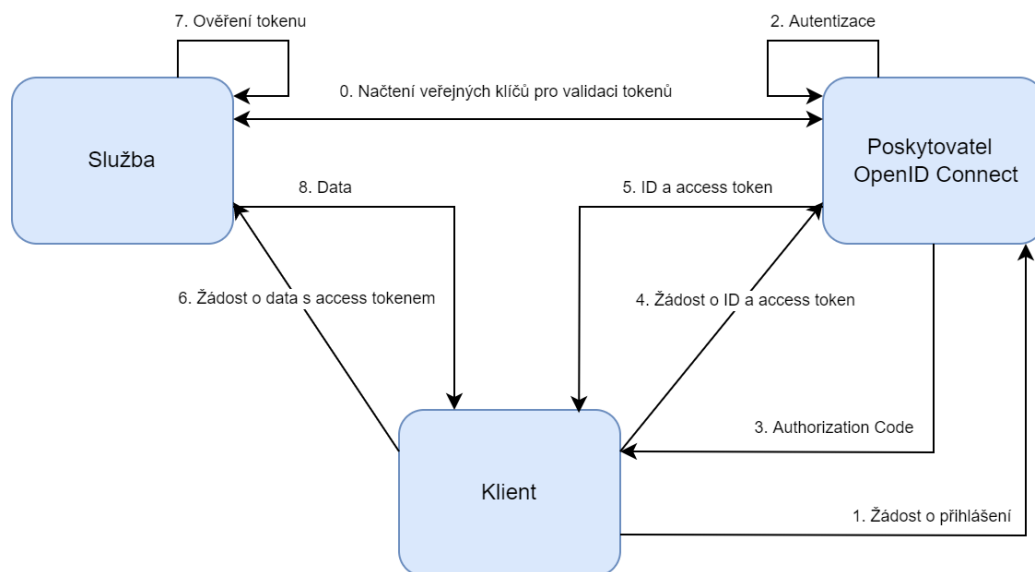 7. Ověření tokenu
2. Autentizace
0. Načtení veřejných klíčů pro validaci tokenů
Služba
Poskytovatel
OpenID Connect
8. Data
5. ID a access token
6. Žádost o data s access tokenem
4. Žádost o ID a access token
3. Authorization Code
Klient
1. Žádost o přihlášení